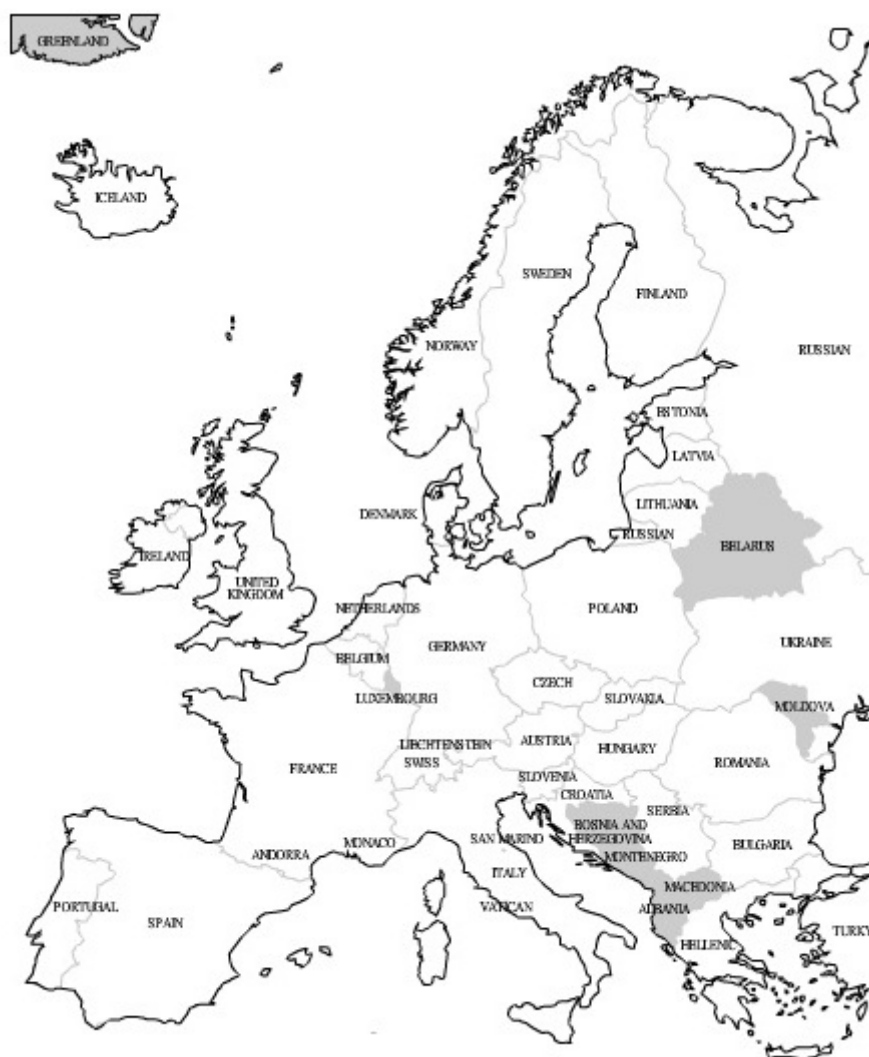 GREENLAND
ICELAND
SWEDEN
FINLAND
NORWAY
RUSSIAN
ESTONIA
LATVIA
LITHUANIA
DENMARK
RUSSIAN
BELARUS
IRELAND
UNITED
KINGDOM
NETHERLANDS
POLAND
GERMANY
UKRAINE
BELGIUM
CZECH
LUXEMBOURG
SLOVAKIA
MOLDOVA
LIECHTENSTEIN
AUSTRIA
HUNGARY
SWISS
FRANCE
ROMANIA
SLOVENIA
CROATIA
SERBIA
BOSNIA AND
HERZEGOVINA
SAN MARINO
MONACO
BULGARIA
ANDORRA
MONTENEGRO
ITALY
MACEDONIA
PORTUGAL
SPAIN
VATICAN
ALBANIA
TURKY
HELLENIC